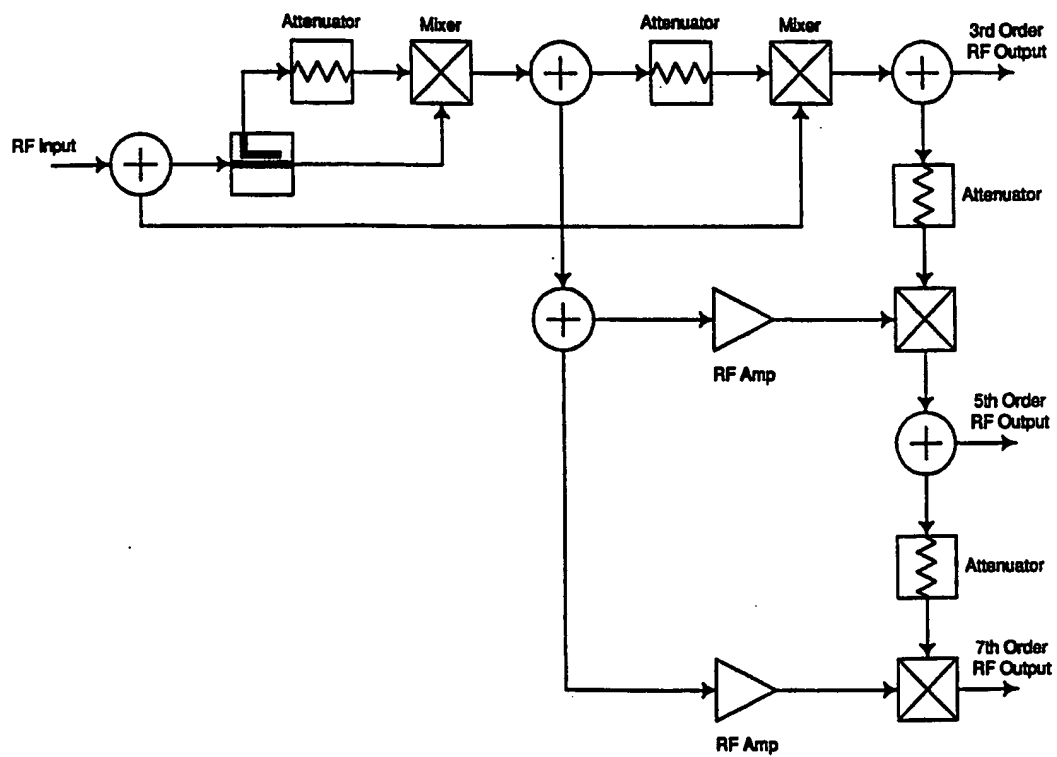 Attenuator
Mixer
Attenuator
Mixer
3rd Order
RF Output
RF Input
Attenuator
RF Amp
5th Order
RF Output
Attenuator
7th Order
RF Output
RF Amp